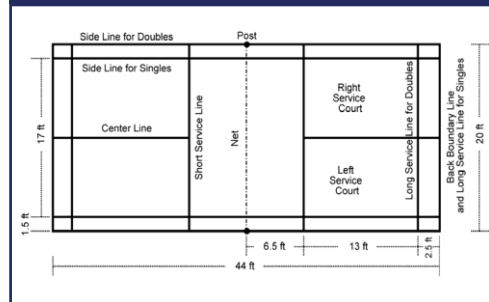 Side Line for Doubles
Post
Side Line for Singles
Right
Service
Court
Center Line
Short Service Line
Net
Left
Service
Court
Long Service Line for Doubles
Back Boundary Line
and Long Service Line for Singles
17 ft
20 ft
1.5 ft
6.5 ft
13 ft
2.5 ft
44 ft